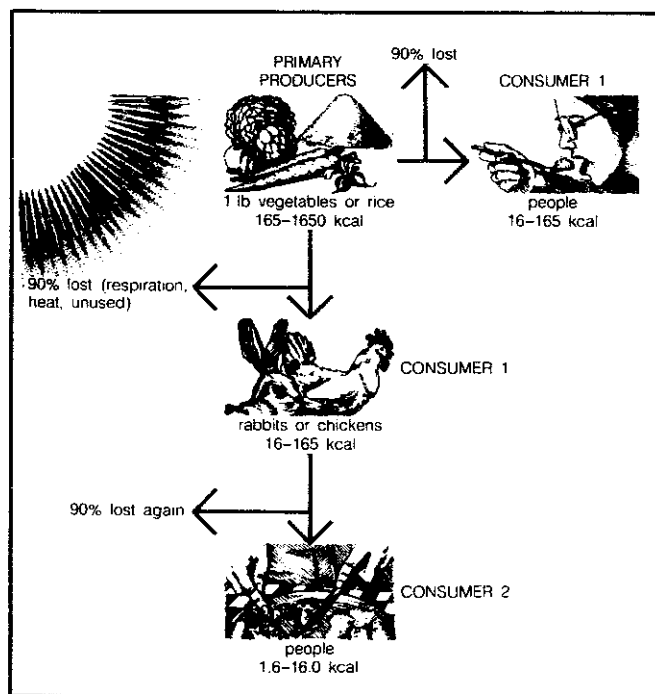 PRIMARY
PRODUCERS
90% lost
CONSUMER 1
1 lb vegetables or rice
165–1650 kcal
people
16–165 kcal
90% lost (respiration,
heat, unused)
CONSUMER 1
rabbits or chickens
16–165 kcal
90% lost again
CONSUMER 2
people
1.6–16.0 kcal